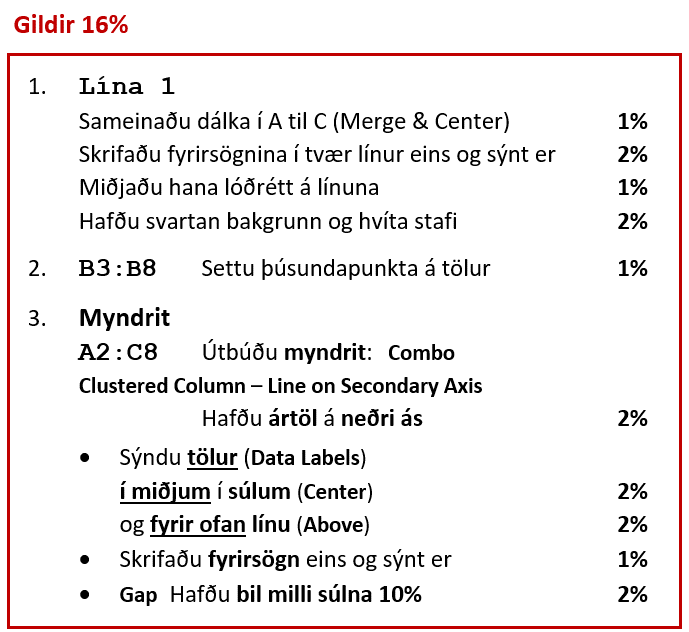 Gildir 16%
1. Lína 1
Sameinaðu dálka í A til C (Merge & Center) 1%
Skrifaðu fyrirsögnina í tvær línur eins og sýnt er 2%
Miðjaðu hana lóðrétt á línuna 1%
Hafðu svartan bakgrunn og hvíta stafi 2%
2. B3:B8 Settu þúsundapunkta á tölur 1%
3. Myndrit
A2:C8 Útbúðu myndrit: Combo
Clustered Column – Line on Secondary Axis
Hafðu ártöl á neðri ás 2%
• Sýndu tölur (Data Labels)
í miðjum í súlum (Center) 2%
og fyrir ofan línu (Above) 2%
• Skrifaðu fyrirsögn eins og sýnt er 1%
• Gap Hafðu bil milli súlna 10% 2%